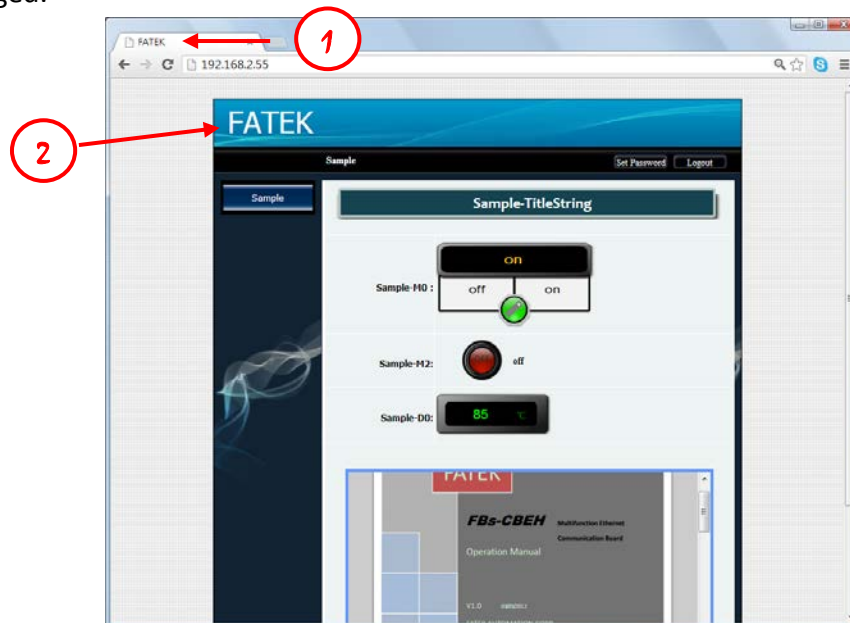 ged.
1
FATEK
192.168.2.55
2
FATEK
Sample Set Password Logout
Sample
Sample-TitleString
on
Sample-M0 :
off on
Sample-M2:
off
Sample-D0:
85 °C
FATEK
FBs-CBEH Multifunction Ethernet
Communication Board
Operation Manual
V1.0